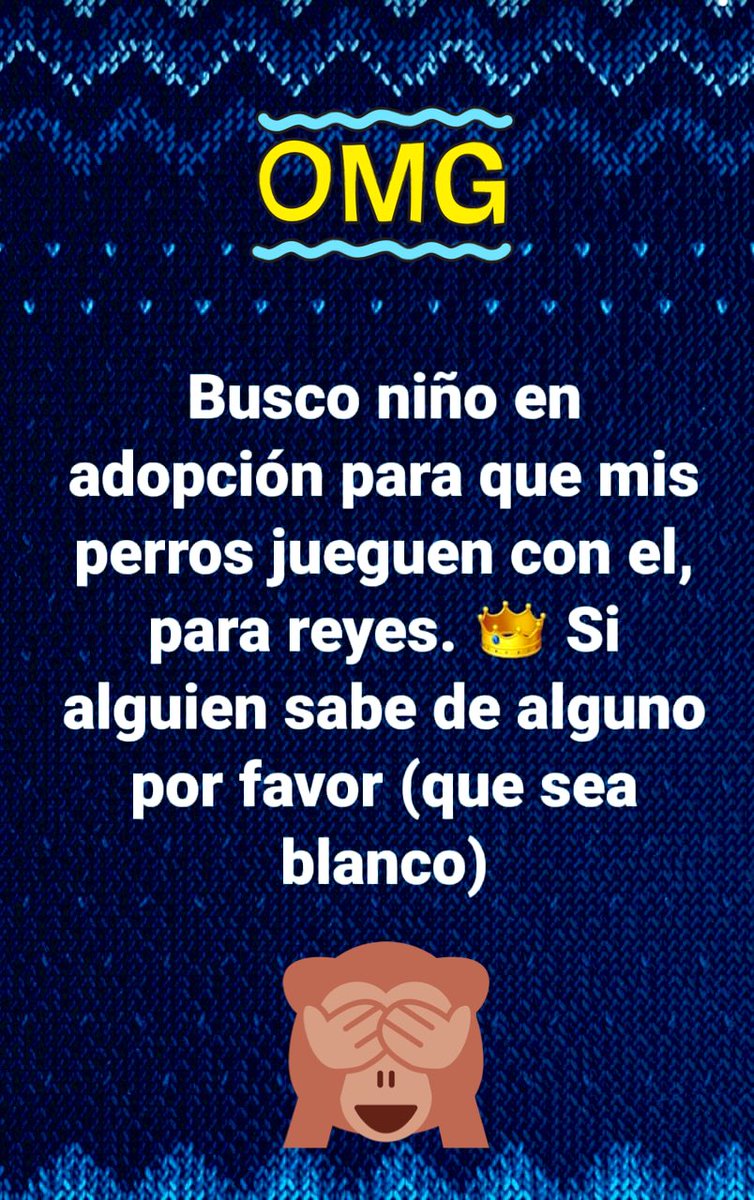 OMG
Busco niño en
adopción para que mis
perros jueguen con el,
para reyes. 👑 Si
alguien sabe de alguno
por favor (que sea
blanco)